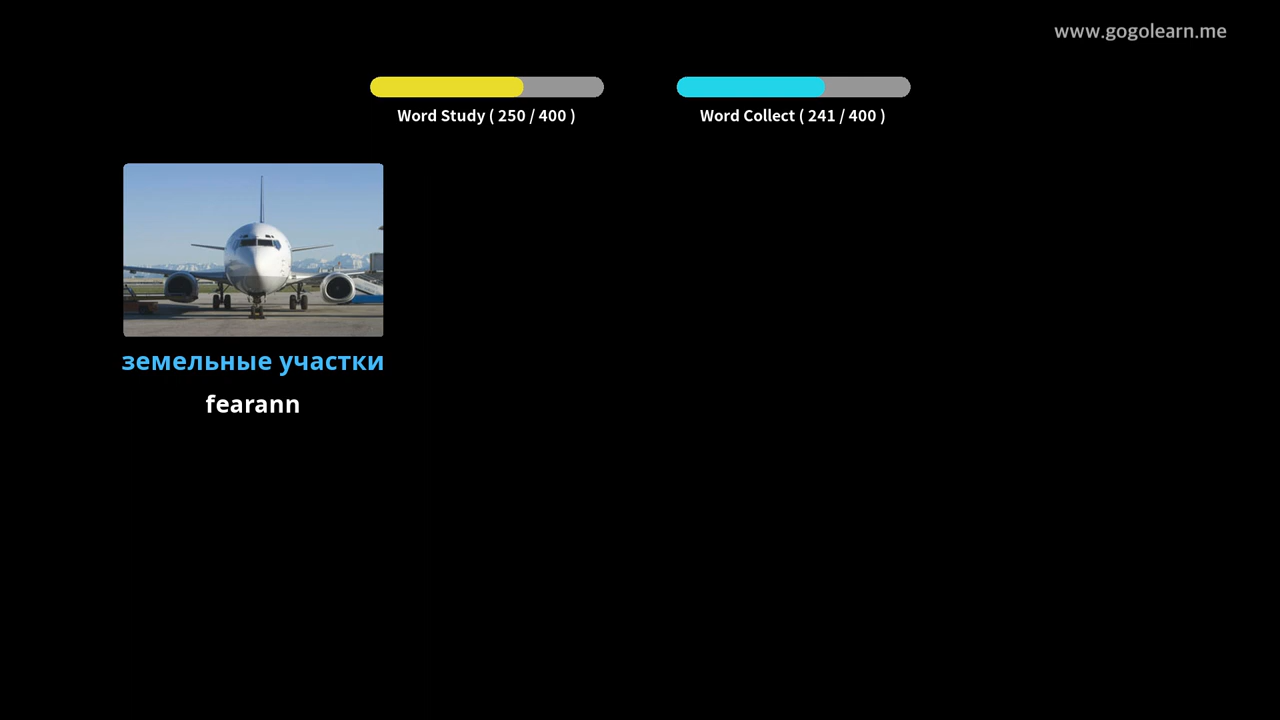 www.gogolearn.me
Word Study ( 250 / 400 )
Word Collect ( 241 / 400 )
земельные участки
fearann